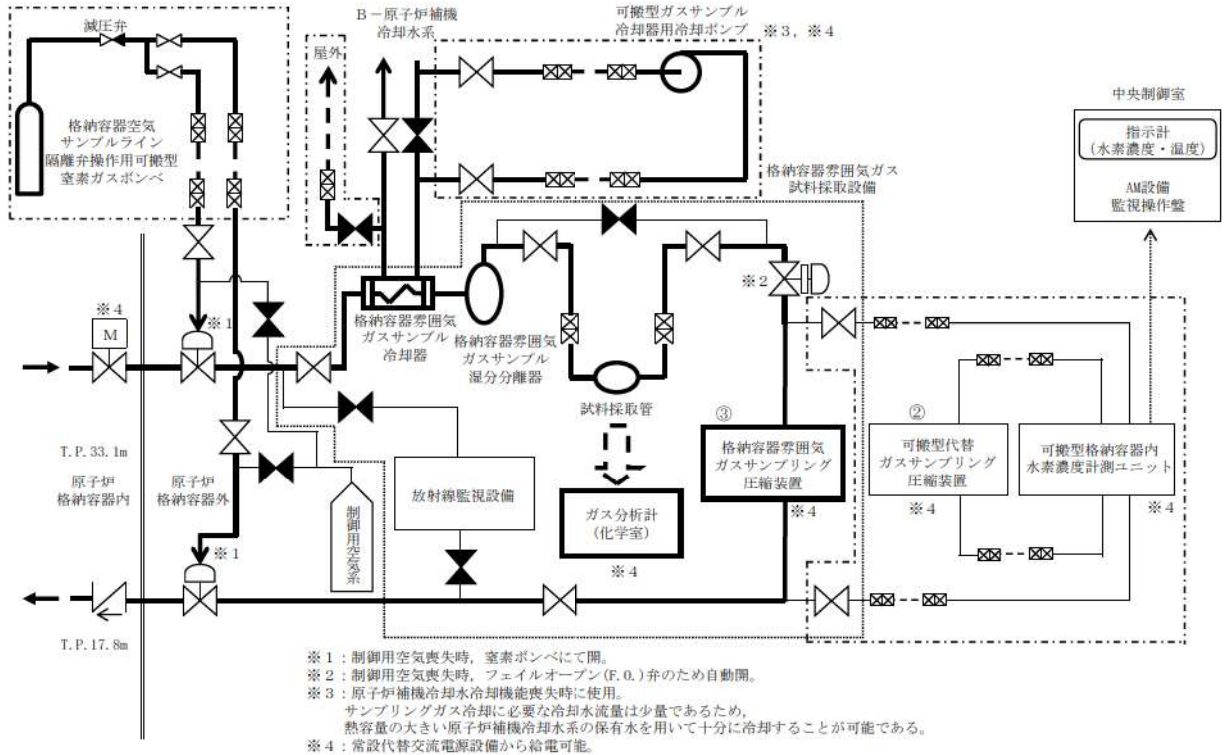 減圧弁
格納容器空気
サンプルライン
隔離弁操作用可搬型
窒素ガスボンベ
屋外
B－原子炉補機
冷却水系
可搬型ガスサンプル
冷却器用冷却ポンプ
※3，※4
中央制御室
指示計
(水素濃度・温度)
AM設備
監視操作盤
格納容器雰囲気ガス
試料採取設備
※2
※4
M
※1
格納容器雰囲気
ガスサンプル
冷却器
格納容器雰囲気
ガスサンプル
湿分分離器
試料採取管
T.P.33.1m
原子炉
格納容器内
原子炉
格納容器外
放射線監視設備
ガス分析計
(化学室)
※4
③
格納容器雰囲気
ガスサンプリング
圧縮装置
※4
②
可搬型代替
ガスサンプリング
圧縮装置
※4
可搬型格納容器内
水素濃度計測ユニット
※4
制御用空気系
※1
T.P.17.8m
※1：制御用空気喪失時，窒素ボンベにて開。
※2：制御用空気喪失時，フェイルオープン(F.O.)弁のため自動開。
※3：原子炉補機冷却水冷却機能喪失時に使用。
サンプリングガス冷却に必要な冷却水流量は少量であるため，
熱容量の大きい原子炉補機冷却水系の保有水を用いて十分に冷却することが可能である。
※4：常設代替交流電源設備から給電可能。